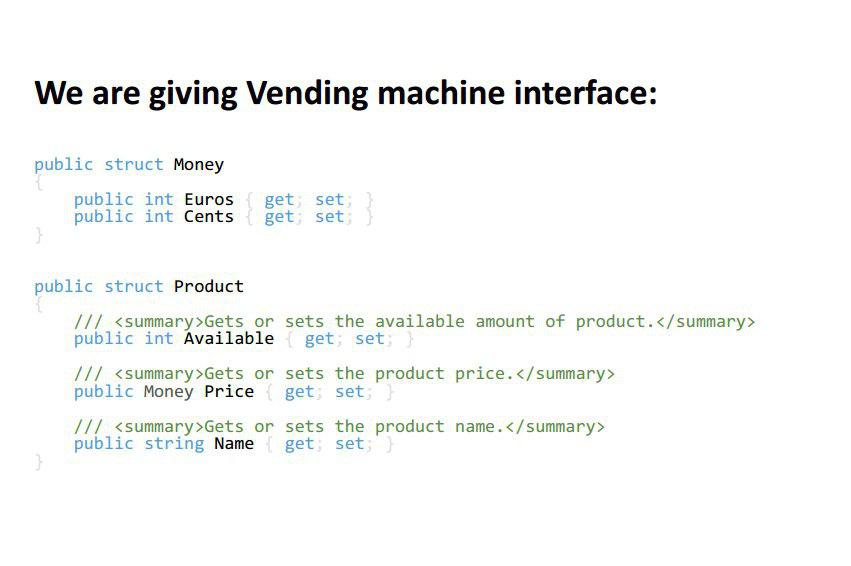 We are giving Vending machine interface:
public struct Money
{
public int Euros { get; set; }
public int Cents { get; set; }
}
public struct Product
{
/// <summary>Gets or sets the available amount of product.</summary>
public int Available { get; set; }
/// <summary>Gets or sets the product price.</summary>
public Money Price { get; set; }
/// <summary>Gets or sets the product name.</summary>
public string Name { get; set; }
}